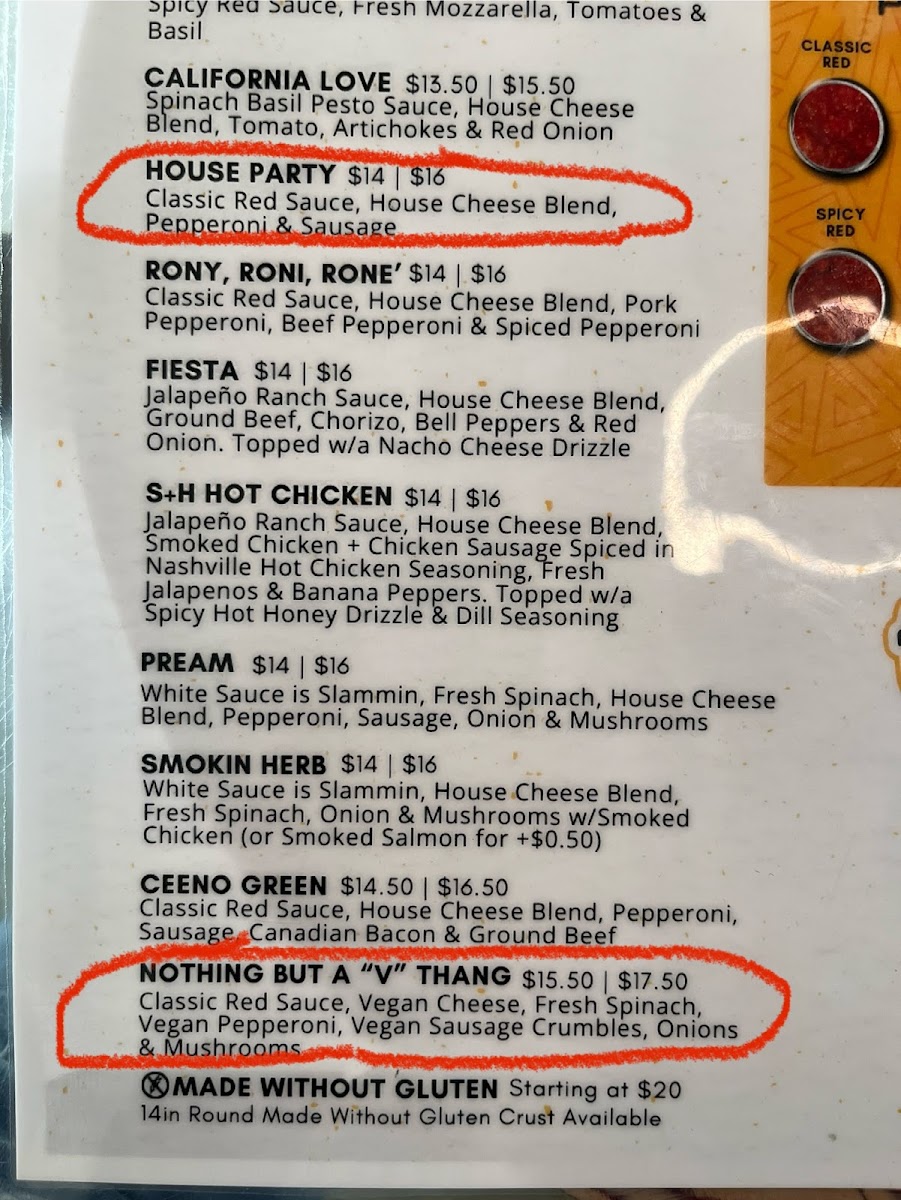 Spicy Red Sauce, Fresh Mozzarella, Tomatoes &
Basil
CALIFORNIA LOVE $13.50 | $15.50
Spinach Basil Pesto Sauce, House Cheese
Blend, Tomato, Artichokes & Red Onion
HOUSE PARTY $14 | $16
Classic Red Sauce, House Cheese Blend,
Pepperoni & Sausage
RONY, RONI, RONE’ $14 | $16
Classic Red Sauce, House Cheese Blend, Pork
Pepperoni, Beef Pepperoni & Spiced Pepperoni
FIESTA $14 | $16
Jalapeño Ranch Sauce, House Cheese Blend,
Ground Beef, Chorizo, Bell Peppers & Red
Onion. Topped w/a Nacho Cheese Drizzle
S+H HOT CHICKEN $14 | $16
Jalapeño Ranch Sauce, House Cheese Blend,
Smoked Chicken + Chicken Sausage Spiced in
Nashville Hot Chicken Seasoning, Fresh
Jalapenos & Banana Peppers. Topped w/a
Spicy Hot Honey Drizzle & Dill Seasoning
PREAM $14 | $16
White Sauce is Slammin, Fresh Spinach, House Cheese
Blend, Pepperoni, Sausage, Onion & Mushrooms
SMOKIN HERB $14 | $16
White Sauce is Slammin, House Cheese Blend,
Fresh Spinach, Onion & Mushrooms w/Smoked
Chicken (or Smoked Salmon for +$0.50)
CEENO GREEN $14.50 | $16.50
Classic Red Sauce, House Cheese Blend, Pepperoni,
Sausage, Canadian Bacon & Ground Beef
NOTHING BUT A “V” THANG $15.50 | $17.50
Classic Red Sauce, Vegan Cheese, Fresh Spinach,
Vegan Pepperoni, Vegan Sausage Crumbles, Onions
& Mushrooms
MADE WITHOUT GLUTEN Starting at $20
14in Round Made Without Gluten Crust Available
CLASSIC
RED
SPICY
RED